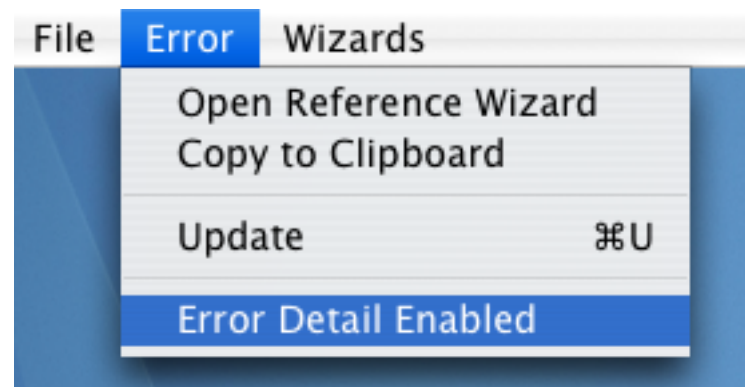 File Error Wizards
Open Reference Wizard
Copy to Clipboard
Update ⌘U
Error Detail Enabled